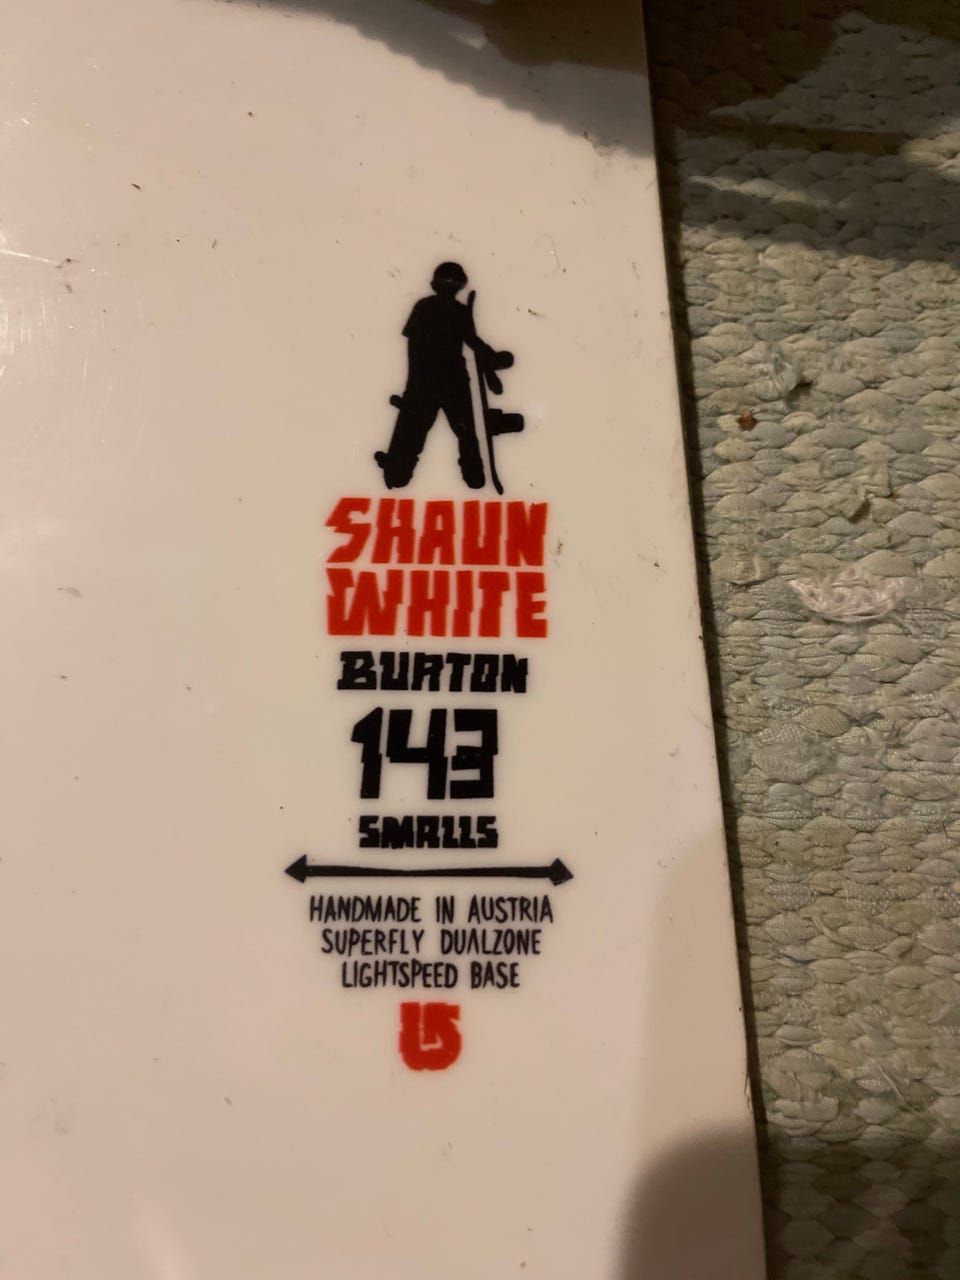 SHAUN
WHITE
BURTON
143
SMALLS
HANDMADE IN AUSTRIA
SUPERFLY DUALZONE
LIGHTSPEED BASE